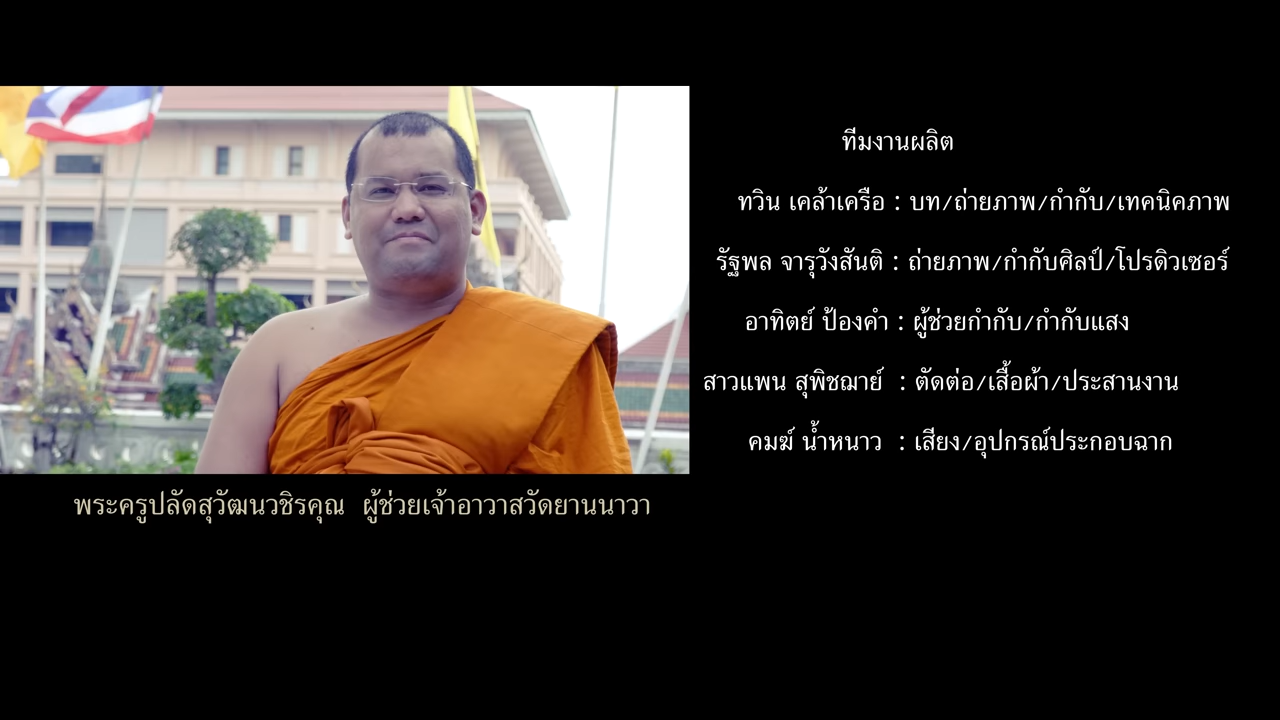 ทีมงานผลิต
ทวิน เคล้าเครือ : บท/ถ่ายภาพ/กำกับ/เทคนิคภาพ
รัฐพล จารุวังสันติ : ถ่ายภาพ/กำกับศิลป์/โปรดิวเซอร์
อาทิตย์ ป้องคำ : ผู้ช่วยกำกับ/กำกับแสง
สาวแพน สุพิชฌาย์ : ตัดต่อ/เสื้อผ้า/ประสานงาน
คมฆ์ น้ำหนาว : เสียง/อุปกรณ์ประกอบฉาก
พระครูปลัดสุวัฒนวชิรคุณ ผู้ช่วยเจ้าอาวาสวัดยานนาวา